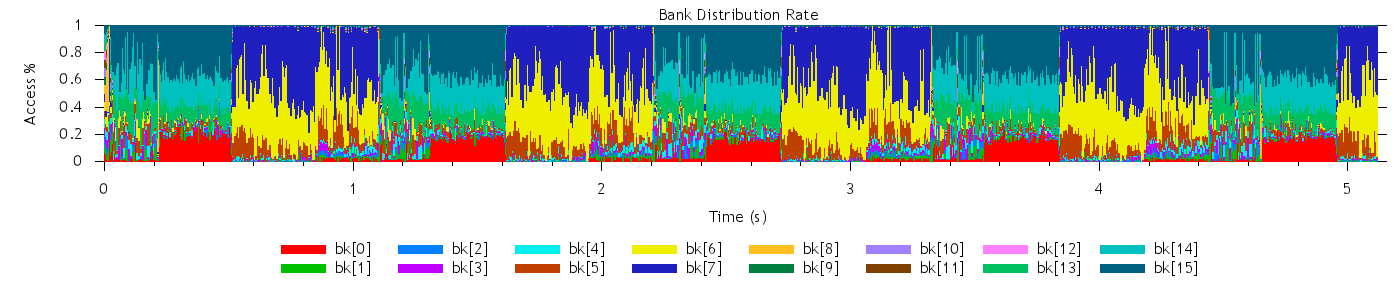 Bank Distribution Rate
Access %
1
0.8
0.6
0.4
0.2
0
0 1 2 3 4 5
Time (s)
bk[0] bk[2] bk[4] bk[6] bk[8] bk[10] bk[12] bk[14]
bk[1] bk[3] bk[5] bk[7] bk[9] bk[11] bk[13] bk[15]